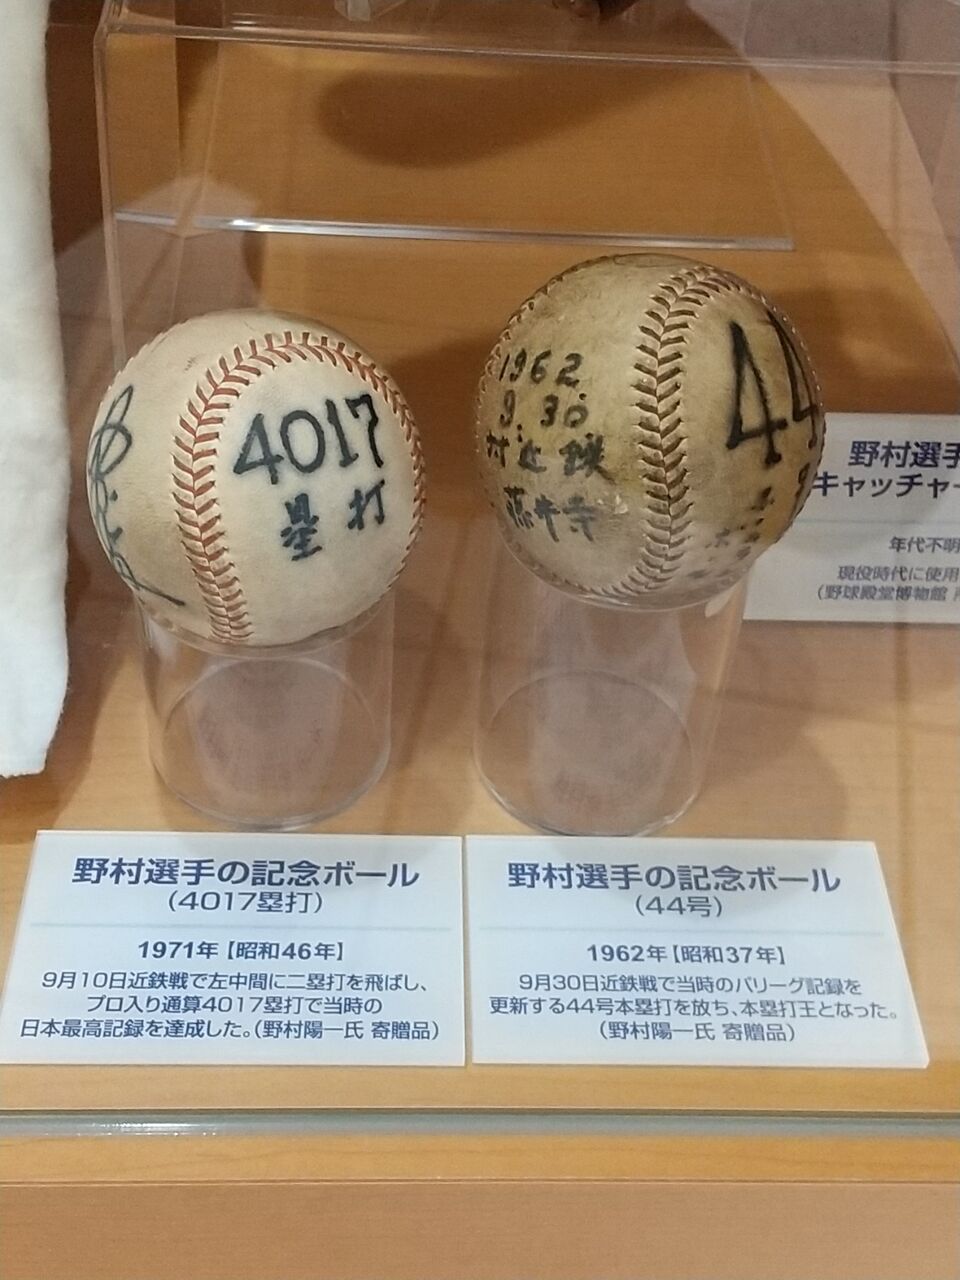 4017
塁打
1962
9.30
対近鉄
藤井寺
44
野村選手
キャッチャー
年代不明
現役時代に使用
(野球殿堂博物館
野村選手の記念ボール
(4017塁打)
1971年【昭和46年】
9月10日近鉄戦で左中間に二塁打を飛ばし、
プロ入り通算4017塁打で当時の
日本最高記録を達成した。(野村陽一氏 寄贈品)
野村選手の記念ボール
(44号)
1962年【昭和37年】
9月30日近鉄戦で当時のパリーグ記録を
更新する44号本塁打を放ち、本塁打王となった。
(野村陽一氏 寄贈品)